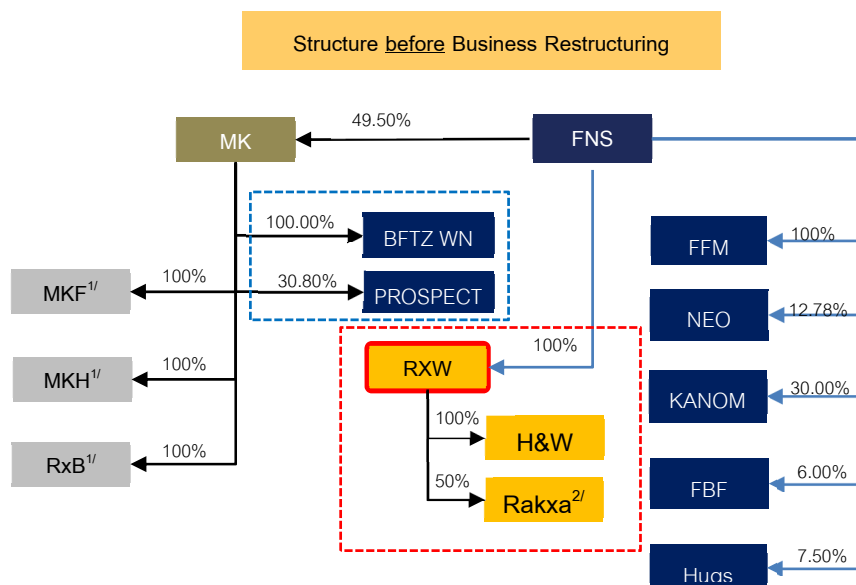 Structure before Business Restructuring
49.50%
MK
FNS
100.00%
BFTZ WN
FFM
100%
MKF1/
100%
30.80%
PROSPECT
NEO
12.78%
RXW
100%
MKH1/
100%
KANOM
30.00%
100%
H&W
RxB1/
100%
50%
Rakxa2/
FBF
6.00%
Hugs
7.50%